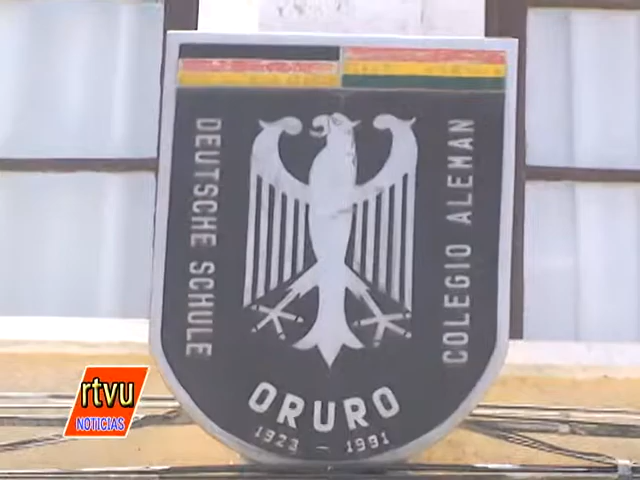 DEUTSCHE SCHULE
COLEGIO ALEMAN
ORURO
1923 - 1991
rtvu
NOTICIAS